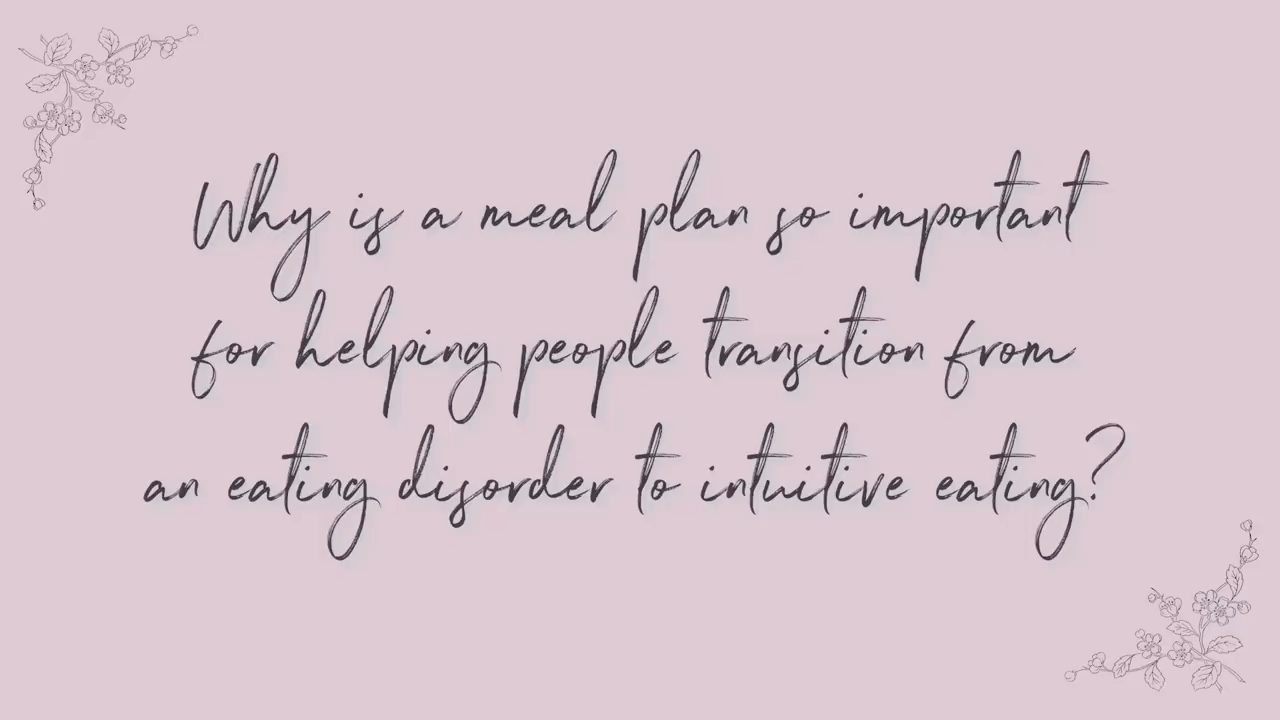 Why is a meal plan so important
for helping people transition from
an eating disorder to intuitive eating?